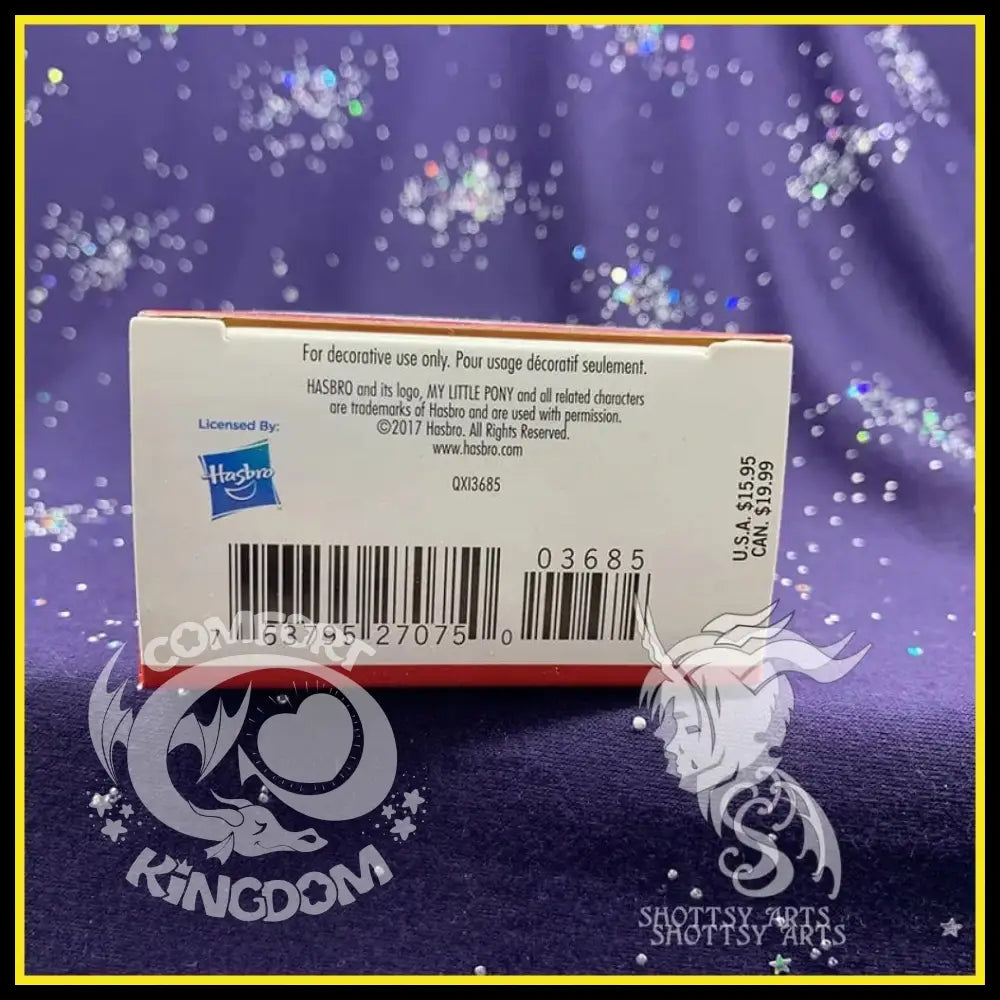 For decorative use only. Pour usage décoratif seulement.
HASBRO and its logo, MY LITTLE PONY and all related characters
are trademarks of Hasbro and are used with permission.
©2017 Hasbro. All Rights Reserved.
www.hasbro.com
Licensed By:
Hasbro
QXI3685
U.S.A. $15.95
CAN. $19.99
03685
7 63795 27075 0
COMFORT
KINGDOM
S
SHOTTSY ARTS
SHOTTSY ARTS